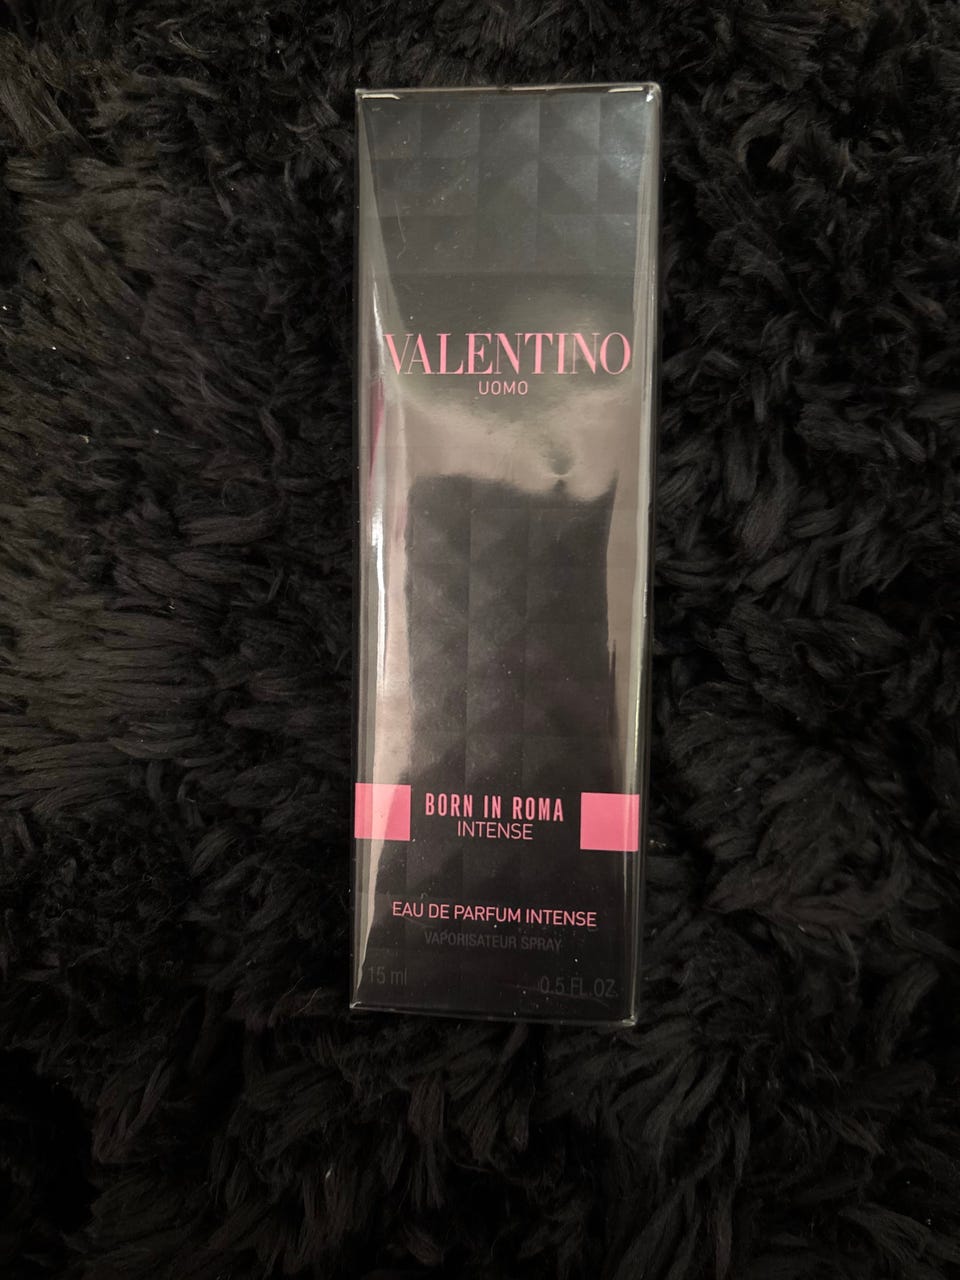 VALENTINO
UOMO
BORN IN ROMA
INTENSE
EAU DE PARFUM INTENSE
VAPORISATEUR SPRAY
15 ml 0.5 FL.OZ.